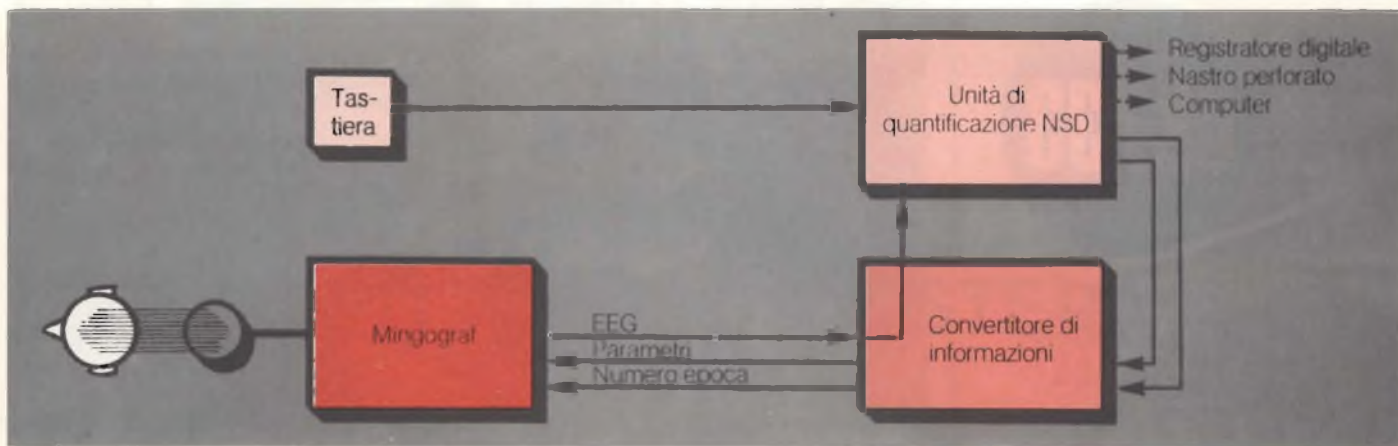 Tas-
tiera
Unità di
quantificazione NSD
Registratore digitale
Nastro perforato
Computer
Mingograf
EEG
Parametri
Numero epoca
Convertitore di
informazioni